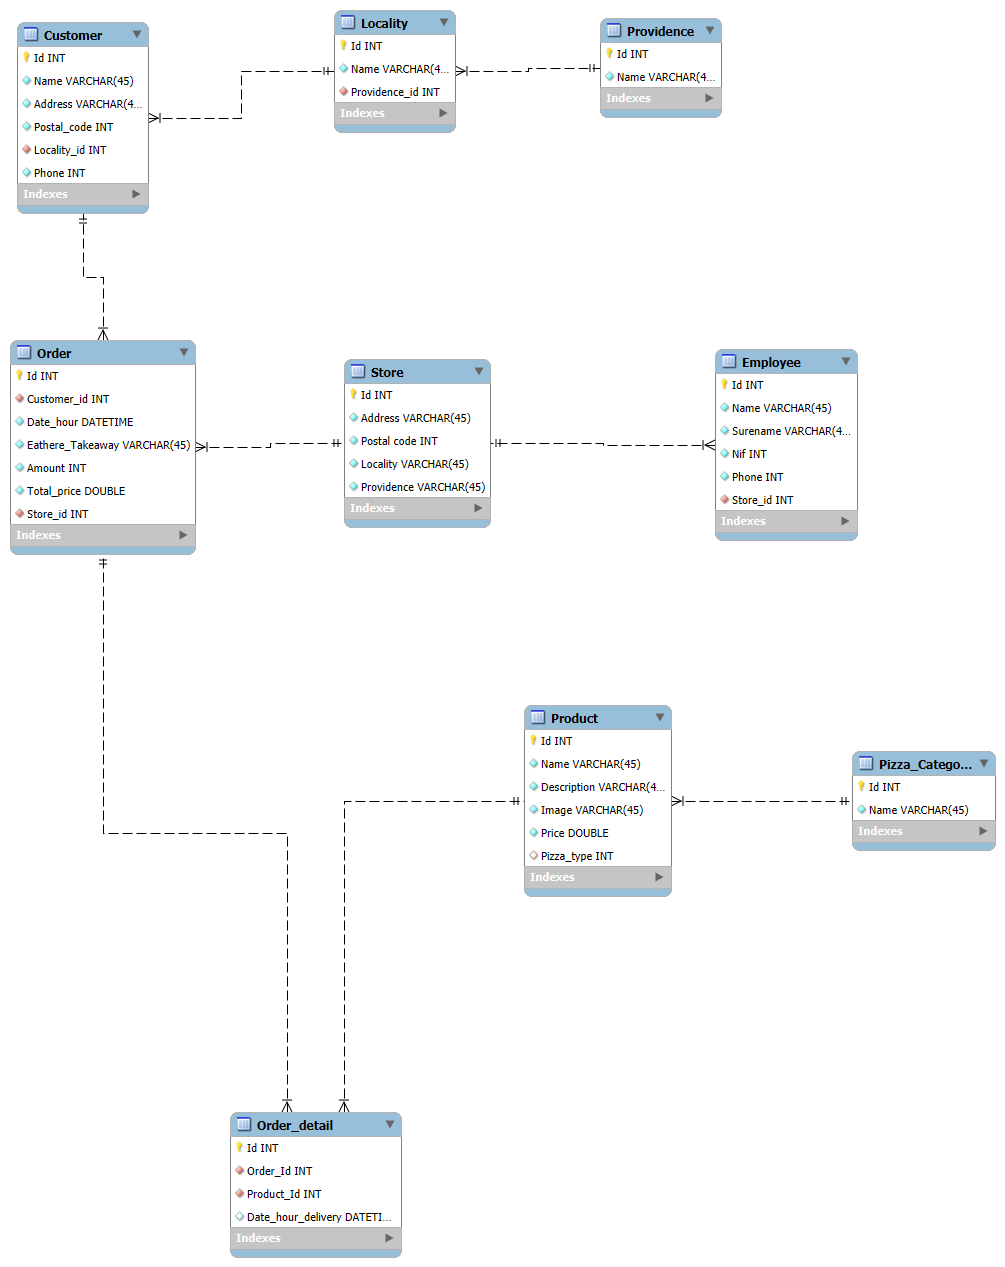 Customer
Id INT
Name VARCHAR(45)
Address VARCHAR(4...
Postal_code INT
Locality_id INT
Phone INT
Indexes
Locality
Id INT
Name VARCHAR(4...
Providence_id INT
Indexes
Providence
Id INT
Name VARCHAR(4...
Indexes
Order
Id INT
Customer_id INT
Date_hour DATETIME
Eathere_Takeaway VARCHAR(45)
Amount INT
Total_price DOUBLE
Store_id INT
Indexes
Store
Id INT
Address VARCHAR(45)
Postal code INT
Locality VARCHAR(45)
Providence VARCHAR(45)
Indexes
Employee
Id INT
Name VARCHAR(45)
Surename VARCHAR(4...
Nif INT
Phone INT
Store_id INT
Indexes
Product
Id INT
Name VARCHAR(45)
Description VARCHAR(4...
Image VARCHAR(45)
Price DOUBLE
Pizza_type INT
Indexes
Pizza_Catego...
Id INT
Name VARCHAR(45)
Indexes
Order_detail
Id INT
Order_Id INT
Product_Id INT
Date_hour_delivery DATETI...
Indexes